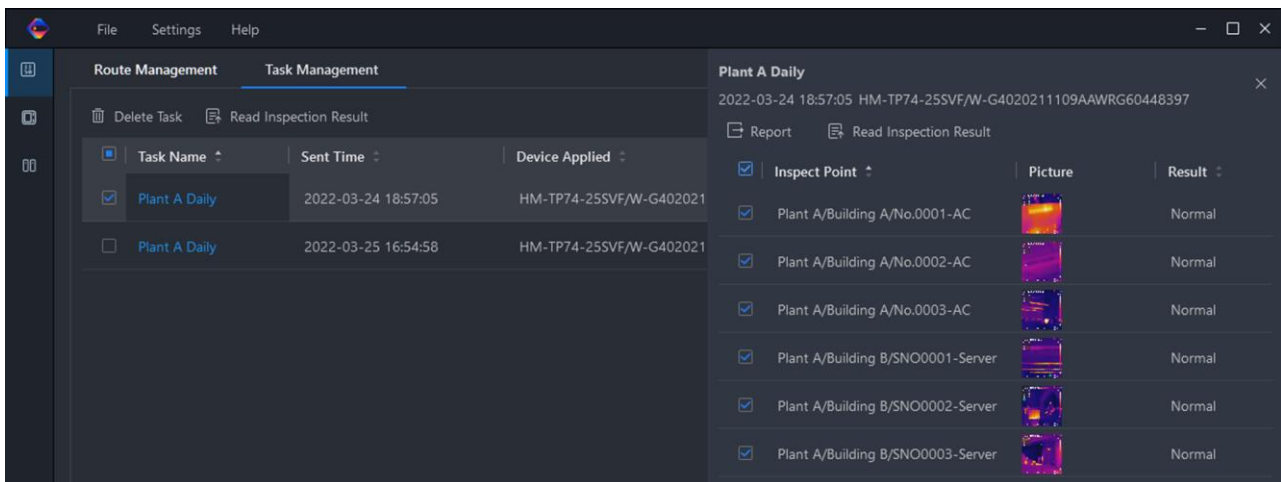 File Settings Help
Route Management Task Management
Delete Task Read Inspection Result
Task Name Sent Time Device Applied
Plant A Daily 2022-03-24 18:57:05 HM-TP74-25SVF/W-G402021
Plant A Daily 2022-03-25 16:54:58 HM-TP74-25SVF/W-G402021
Plant A Daily
2022-03-24 18:57:05 HM-TP74-25SVF/W-G4020211109AAWRG60448397
Report Read Inspection Result
Inspect Point Picture Result
Plant A/Building A/No.0001-AC Normal
Plant A/Building A/No.0002-AC Normal
Plant A/Building A/No.0003-AC Normal
Plant A/Building B/SNO0001-Server Normal
Plant A/Building B/SNO0002-Server Normal
Plant A/Building B/SNO0003-Server Normal